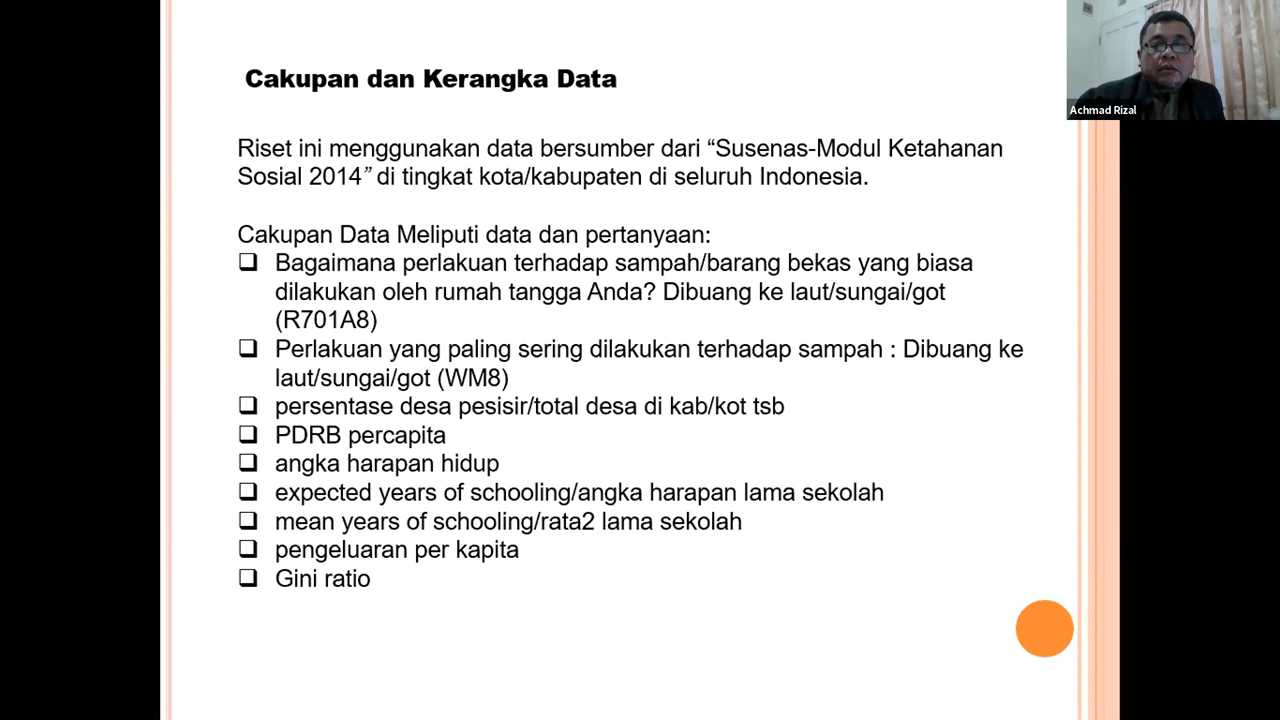 Cakupan dan Kerangka Data
Achmad Rizal
Riset ini menggunakan data bersumber dari “Susenas-Modul Ketahanan
Sosial 2014” di tingkat kota/kabupaten di seluruh Indonesia.
Cakupan Data Meliputi data dan pertanyaan:
❑ Bagaimana perlakuan terhadap sampah/barang bekas yang biasa
dilakukan oleh rumah tangga Anda? Dibuang ke laut/sungai/got
(R701A8)
❑ Perlakuan yang paling sering dilakukan terhadap sampah : Dibuang ke
laut/sungai/got (WM8)
❑ persentase desa pesisir/total desa di kab/kot tsb
❑ PDRB percapita
❑ angka harapan hidup
❑ expected years of schooling/angka harapan lama sekolah
❑ mean years of schooling/rata2 lama sekolah
❑ pengeluaran per kapita
❑ Gini ratio